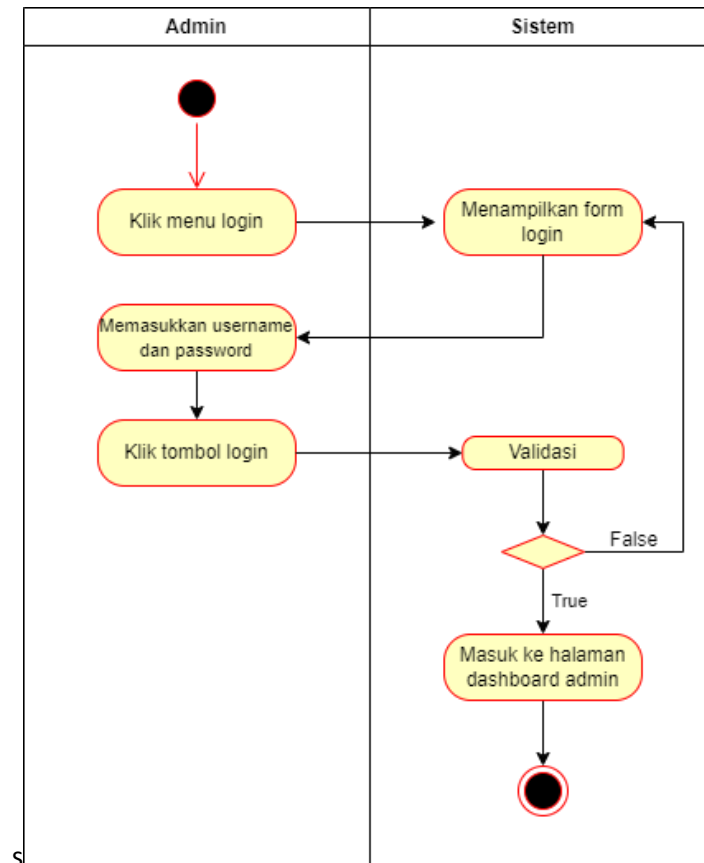 Admin
Sistem
Klik menu login
Menampilkan form
login
Memasukkan username
dan password
Klik tombol login
Validasi
False
True
Masuk ke halaman
dashboard admin
s